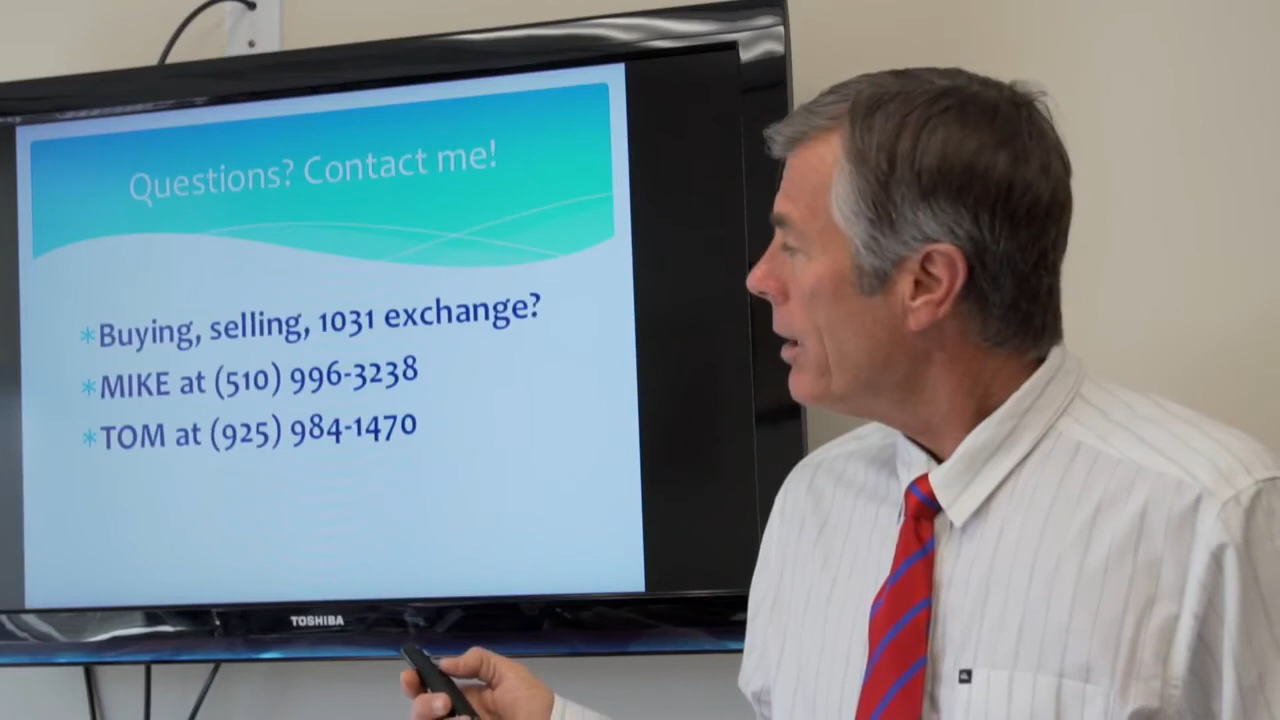 Questions? Contact me!
*Buying, selling, 1031 exchange?
*MIKE at (510) 996-3238
*TOM at (925) 984-1470
TOSHIBA